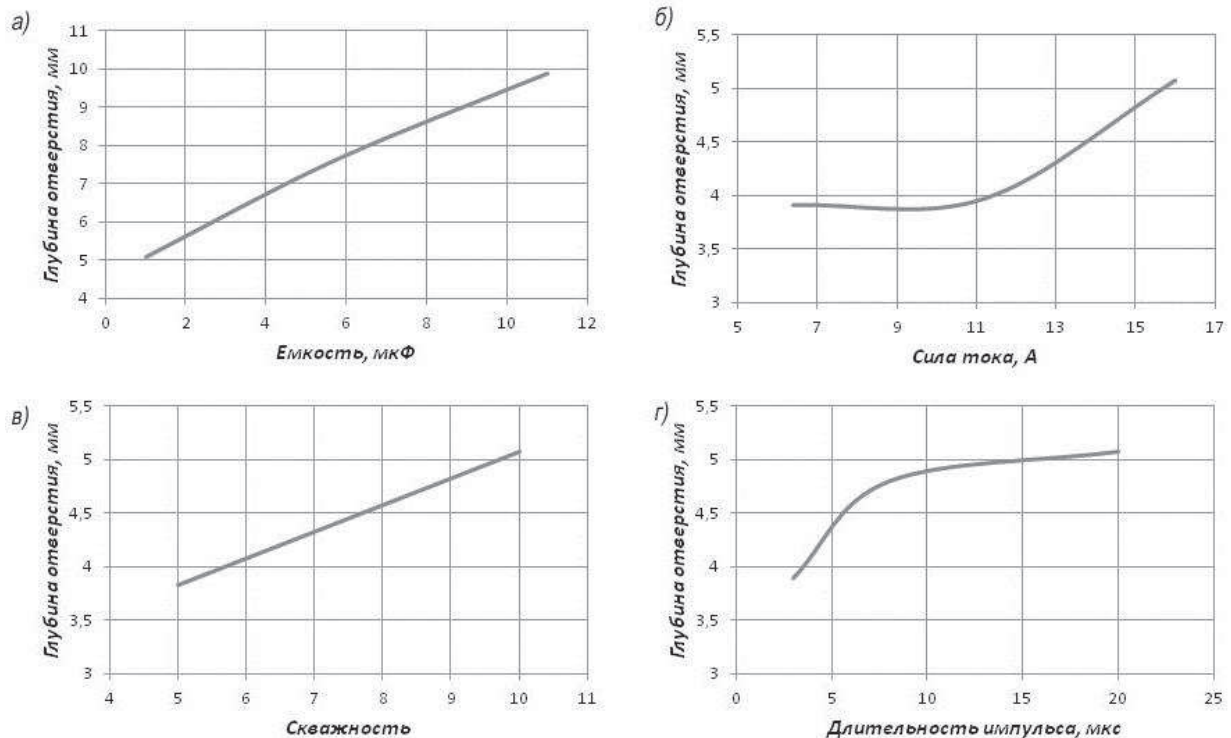 а)
Глубина отверстия, мм
11
10
9
8
7
6
5
4
0 2 4 6 8 10 12
Емкость, мкФ
б)
Глубина отверстия, мм
5,5
5
4,5
4
3,5
3
5 7 9 11 13 15 17
Сила тока, А
в)
Глубина отверстия, мм
5,5
5
4,5
4
3,5
3
4 5 6 7 8 9 10 11
Скважность
г)
Глубина отверстия, мм
5,5
5
4,5
4
3,5
3
0 5 10 15 20 25
Длительность импульса, мкс